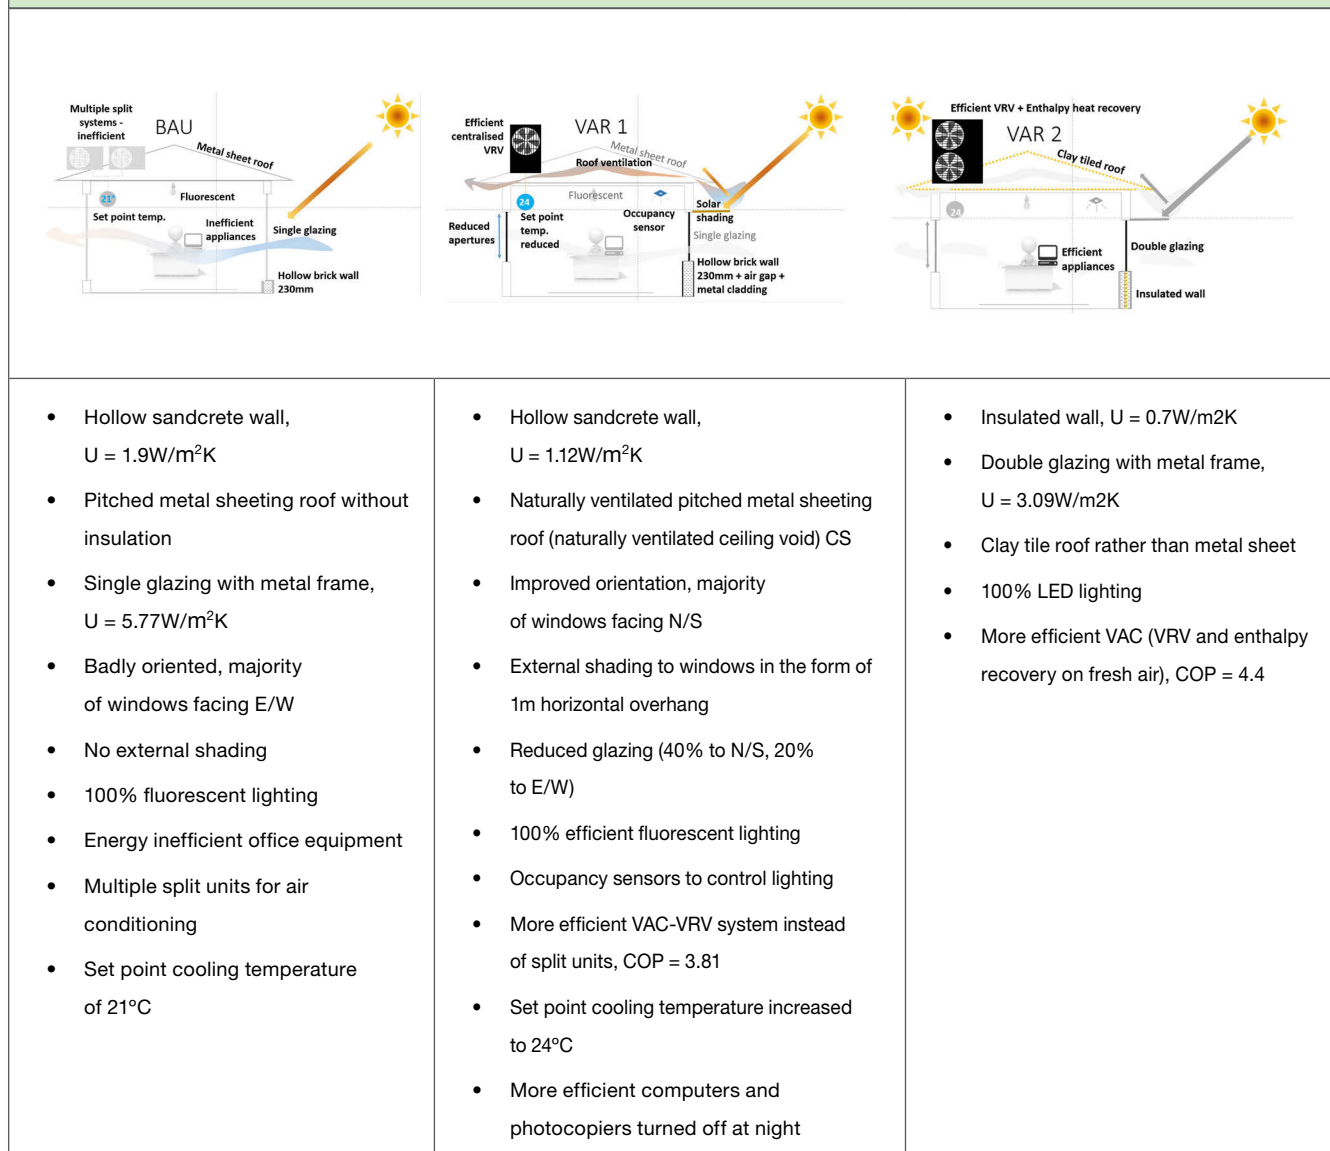 Multiple split
systems -
inefficient
BAU
Metal sheet roof
21°
Fluorescent
Set point temp.
Inefficient
appliances
Single glazing
Hollow brick wall
230mm
Efficient
centralised
VRV
VAR 1
Metal sheet roof
Roof ventilation
Fluorescent
24
Set point
temp.
reduced
Occupancy
sensor
Solar
shading
Reduced
apertures
Single glazing
Hollow brick wall
230mm + air gap +
metal cladding
Efficient VRV + Enthalpy heat recovery
VAR 2
Clay tiled roof
24
Efficient
appliances
Double glazing
Insulated wall
• Hollow sandcrete wall,
U = 1.9W/m²K
• Pitched metal sheeting roof without
insulation
• Single glazing with metal frame,
U = 5.77W/m²K
• Badly oriented, majority
of windows facing E/W
• No external shading
• 100% fluorescent lighting
• Energy inefficient office equipment
• Multiple split units for air
conditioning
• Set point cooling temperature
of 21ºC
• Hollow sandcrete wall,
U = 1.12W/m²K
• Naturally ventilated pitched metal sheeting
roof (naturally ventilated ceiling void) CS
• Improved orientation, majority
of windows facing N/S
• External shading to windows in the form of
1m horizontal overhang
• Reduced glazing (40% to N/S, 20%
to E/W)
• 100% efficient fluorescent lighting
• Occupancy sensors to control lighting
• More efficient VAC-VRV system instead
of split units, COP = 3.81
• Set point cooling temperature increased
to 24ºC
• More efficient computers and
photocopiers turned off at night
• Insulated wall, U = 0.7W/m2K
• Double glazing with metal frame,
U = 3.09W/m2K
• Clay tile roof rather than metal sheet
• 100% LED lighting
• More efficient VAC (VRV and enthalpy
recovery on fresh air), COP = 4.4